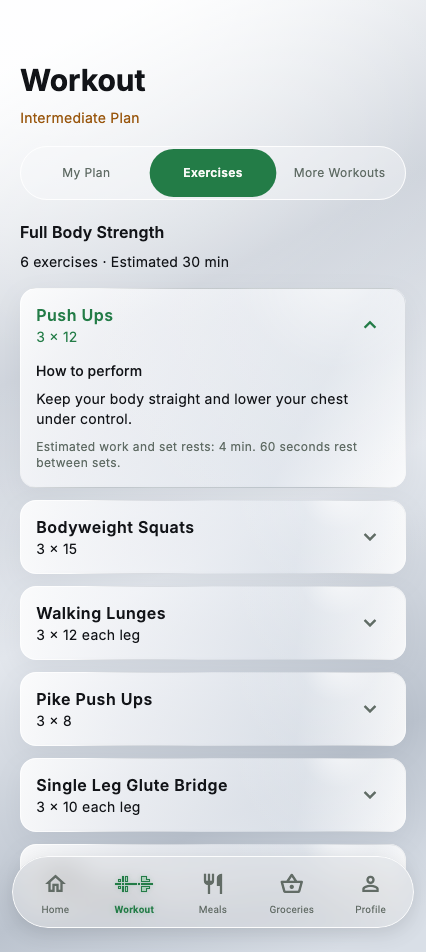 Workout
Intermediate Plan
My Plan
Exercises
More Workouts
Full Body Strength
6 exercises · Estimated 30 min
Push Ups
3 × 12
How to perform
Keep your body straight and lower your chest
under control.
Estimated work and set rests: 4 min. 60 seconds rest
between sets.
Bodyweight Squats
3 × 15
Walking Lunges
3 × 12 each leg
Pike Push Ups
3 × 8
Single Leg Glute Bridge
3 × 10 each leg
Home
Workout
Meals
Groceries
Profile